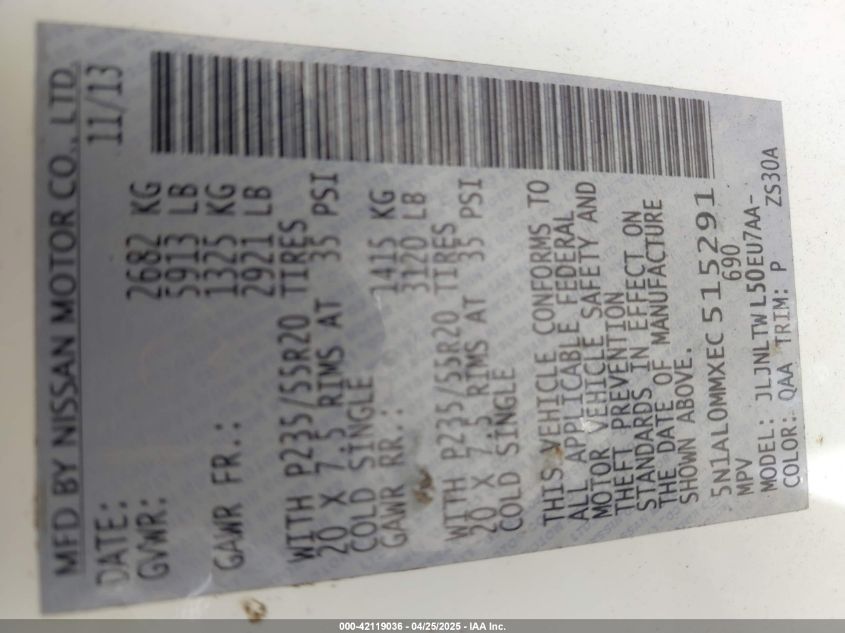 MFD BY NISSAN MOTOR CO., LTD.
DATE: 11/13
GVWR: 2682 KG
5913 LB
GAWR FR.: 1325 KG
2921 LB
WITH P235/55R20 TIRES
20 X 7.5 RIMS AT 35 PSI
COLD SINGLE
GAWR RR.: 1415 KG
3120 LB
WITH P235/55R20 TIRES
20 X 7.5 RIMS AT 35 PSI
COLD SINGLE
THIS VEHICLE CONFORMS TO
ALL APPLICABLE FEDERAL
MOTOR VEHICLE SAFETY AND
THEFT PREVENTION
STANDARDS IN EFFECT ON
THE DATE OF MANUFACTURE
SHOWN ABOVE.
5N1AL0MMXEC515291
MPV 690
MODEL: JLJNLTWL50EU7AA-
COLOR: QAA TRIM: P ZS30A
000-42119036 - 04/25/2025 - IAA Inc.